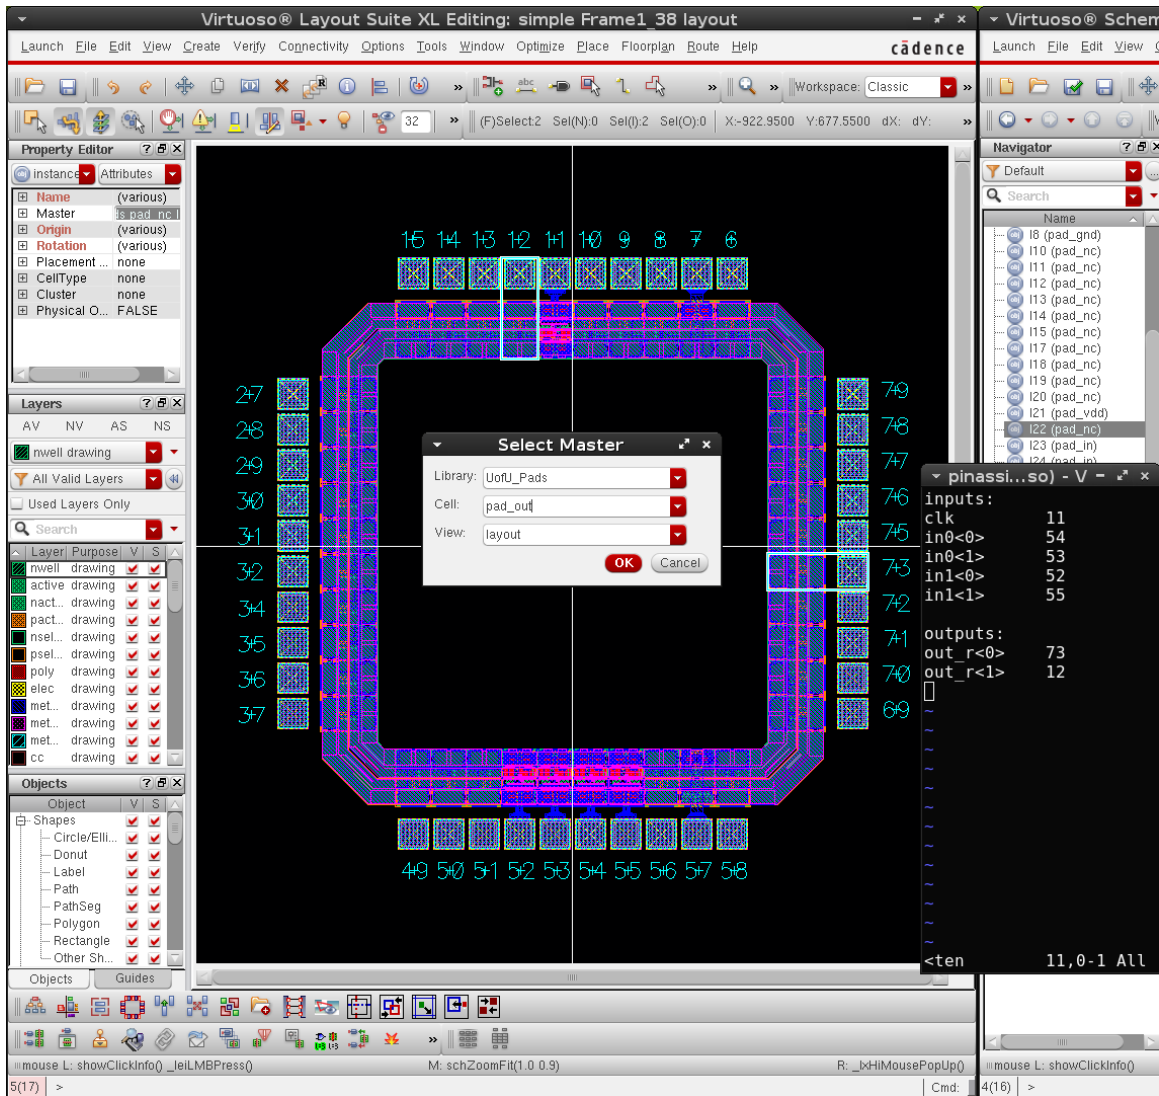 Virtuoso® Layout Suite XL Editing: simple Frame1_38 layout
Launch File Edit View Create Verify Connectivity Options Tools Window Optimize Place Floorplan Route Help
cādence
Workspace: Classic
32
(F)Select:2 Sel(N):0 Sel(I):2 Sel(O):0 X:-922.9500 Y:677.5500 dX: dY:
Property Editor
instance Attributes
Name (various)
Master ls pad_nc l
Origin (various)
Rotation (various)
Placement ... none
CellType none
Cluster none
Physical O... FALSE
Layers
AV NV AS NS
nwell drawing
All Valid Layers
Used Layers Only
Search
Layer Purpose V S
nwell drawing
active drawing
nact... drawing
pact... drawing
nsel... drawing
psel... drawing
poly drawing
elec drawing
met... drawing
met... drawing
met... drawing
cc drawing
Objects
Object V S
Shapes
Circle/Elli...
Donut
Label
Path
PathSeg
Polygon
Rectangle
Other Sh...
Objects Guides
15 14 13 12 11 10 9 8 7 6
27
28
29
30
31
32
34
35
36
37
79
78
77
76
75
73
72
71
70
69
49 50 51 52 53 54 55 56 57 58
Select Master
Library: UofU_Pads
Cell: pad_out
View: layout
OK Cancel
mouse L: showClickInfo() _leiLMBPress() M: schZoomFit(1.0 0.9) R: _lxHiMousePopUp()
5(17) > Cmd:
Virtuoso® Schem
Launch File Edit View
Navigator
Default
Search
Name
I8 (pad_gnd)
I10 (pad_nc)
I11 (pad_nc)
I12 (pad_nc)
I13 (pad_nc)
I14 (pad_nc)
I15 (pad_nc)
I17 (pad_nc)
I18 (pad_nc)
I19 (pad_nc)
I20 (pad_nc)
I21 (pad_vdd)
I22 (pad_nc)
I23 (pad_in)
I24 (pad_in)
pinassi...so) - V
inputs:
clk 11
in0<0> 54
in0<1> 53
in1<0> 52
in1<1> 55
outputs:
out_r<0> 73
out_r<1> 12
~
~
~
~
~
~
~
~
~
~
~
~
~
<ten 11,0-1 All
mouse L: showClickInfo()
4(16) >